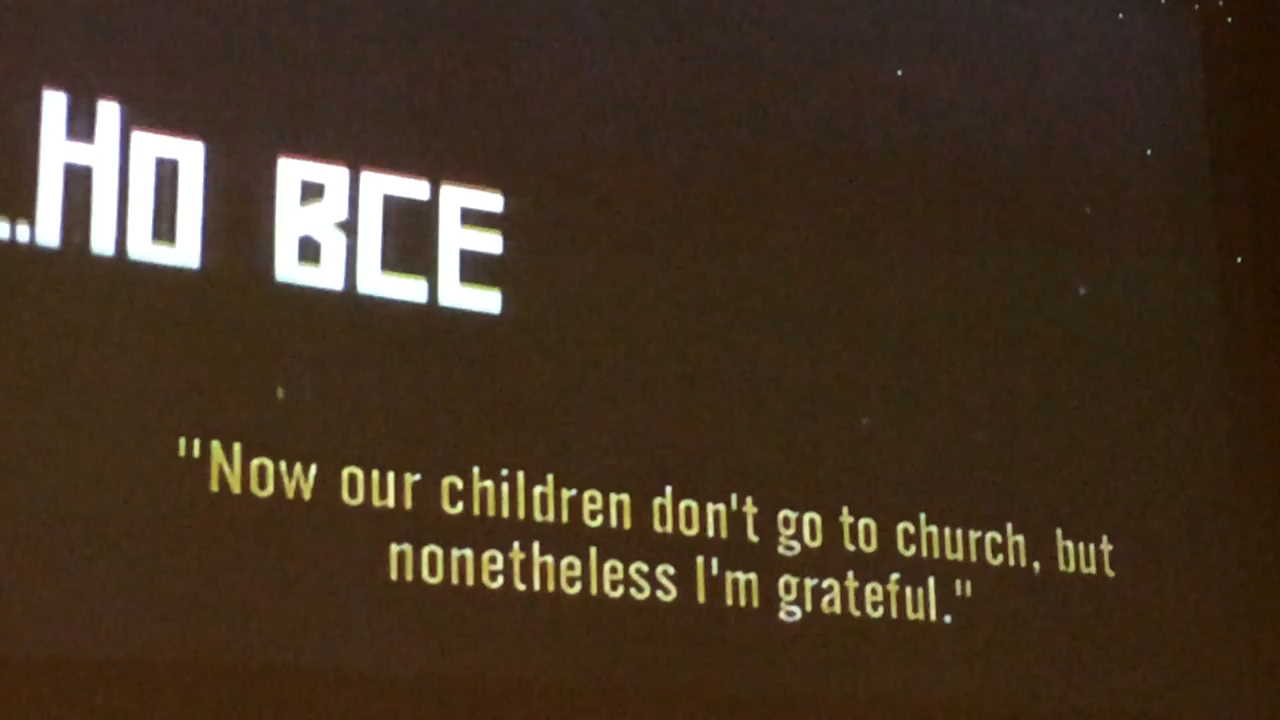 ...НО ВСЕ
"Now our children don't go to church, but
nonetheless I'm grateful."